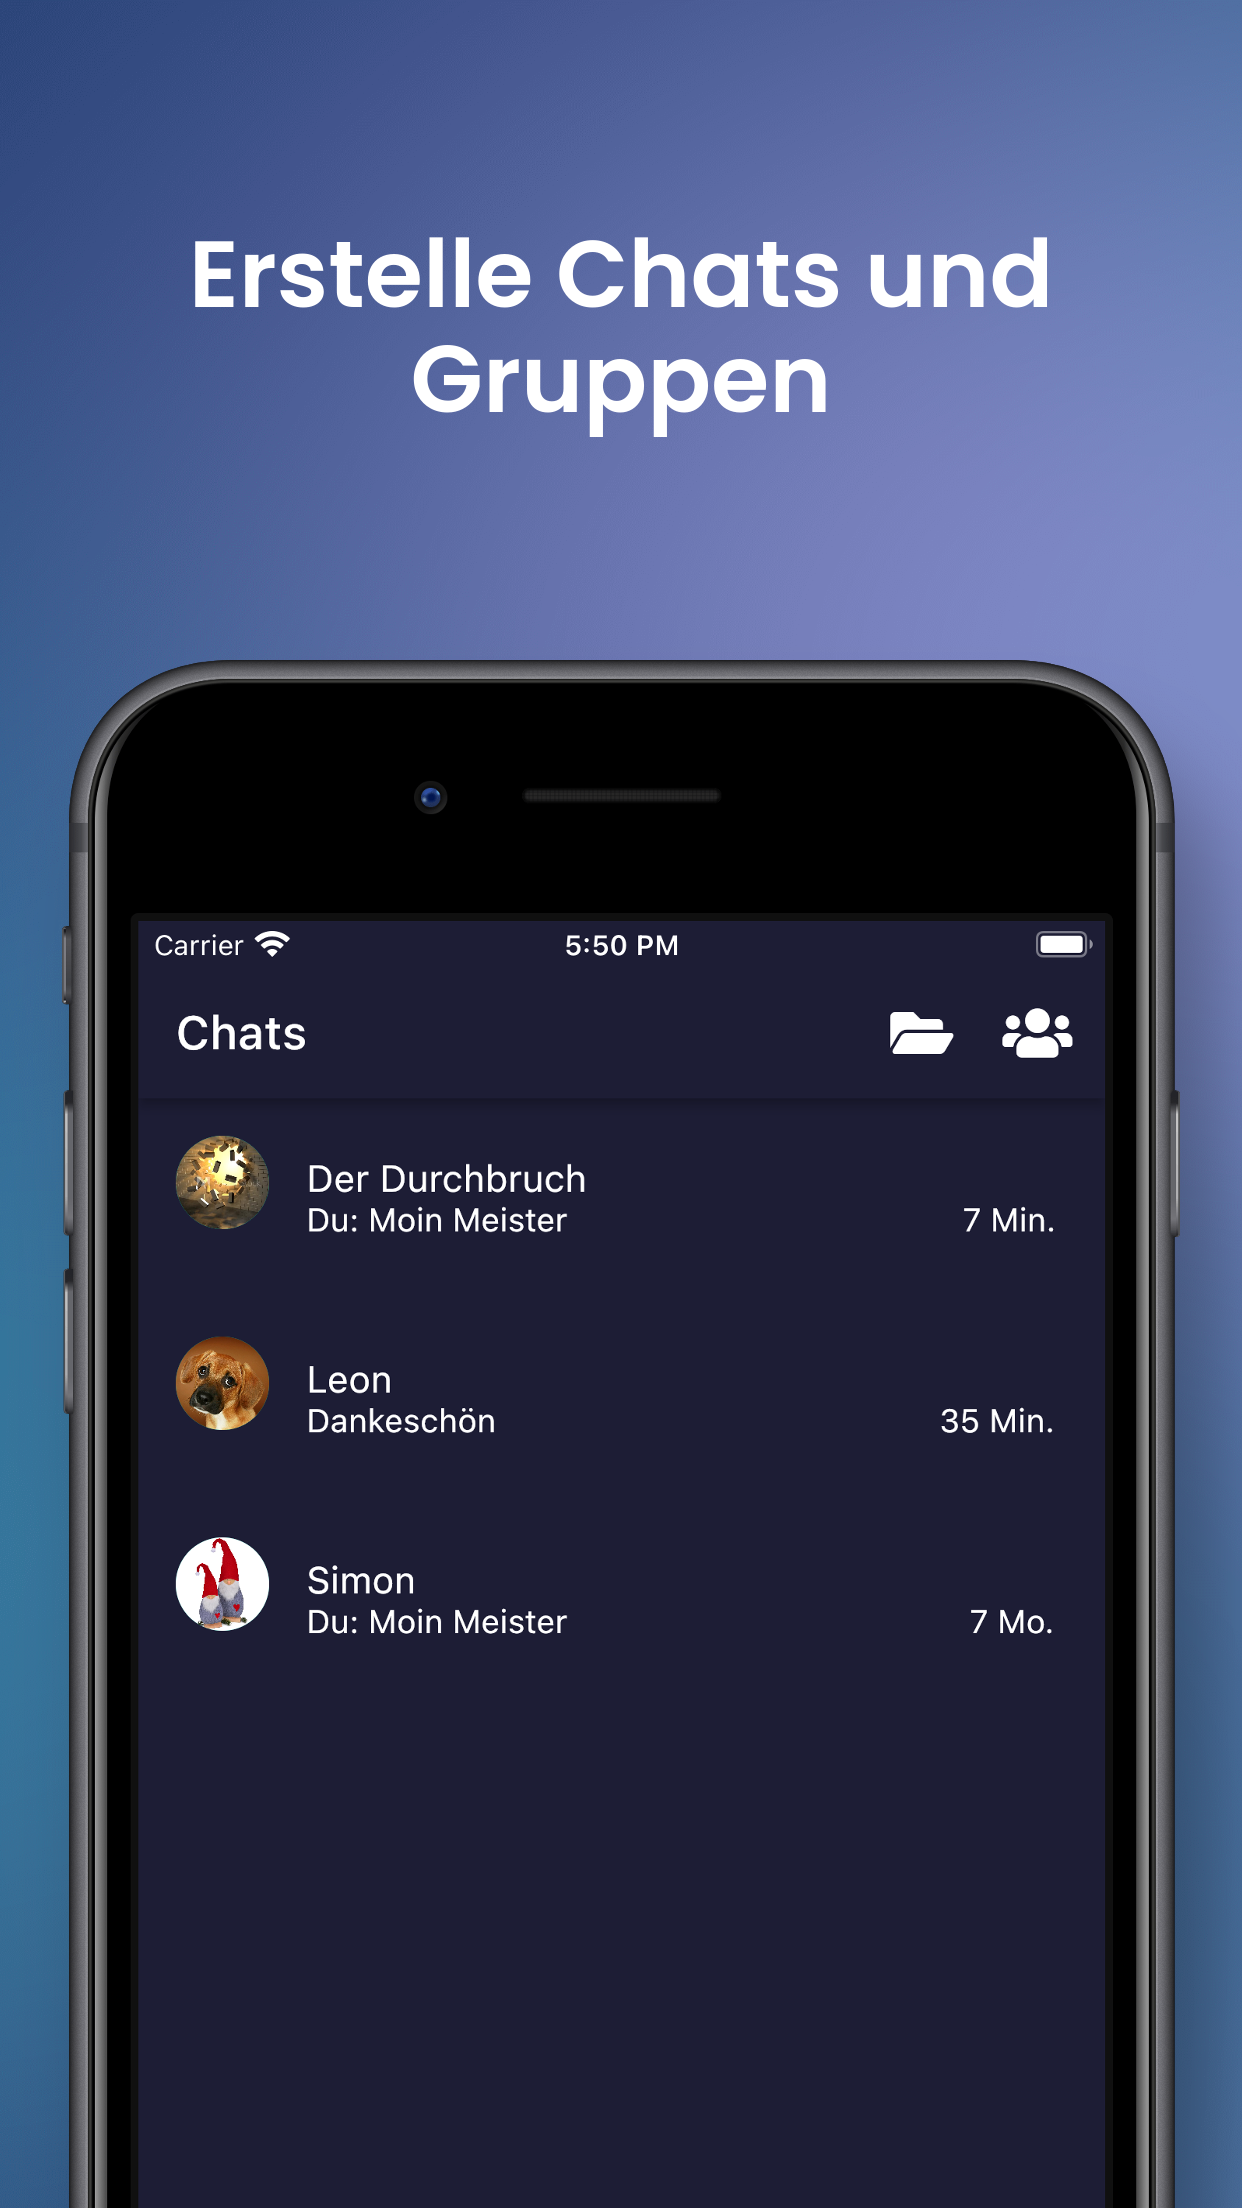 Erstelle Chats und
Gruppen
Carrier 5:50 PM
Chats
Der Durchbruch
Du: Moin Meister 7 Min.
Leon
Dankeschön 35 Min.
Simon
Du: Moin Meister 7 Mo.